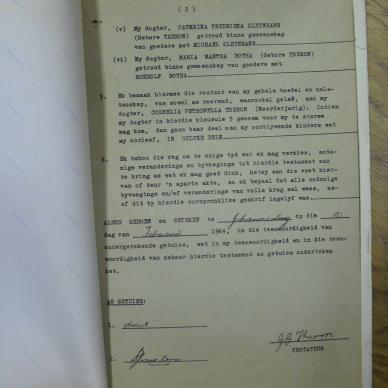 ( 2 )
(v) My dogter, CATHRINA FREDRIKA KLEYNHANS
(Gebore THERON) getroud binne gemeenskap
van goedere met MICHAEL KLEYNHANS
(vi) My dogter, MARIA MARTHA BOTHA (Gebore THERON)
getroud binne gemeenskap van goedere met
ROEDOLF BOTHA
5. Ek bemaak hiermee die restant van my gehele boedel en nala-
tenskap, van sowel as roerend, waarookal geleë, aan my
dogter, CORNELIA PETRONELLA THERON (Meerderjarig). Indien
my dogter in hierdie klousule 5 genoem voor my te sterwe
mag kom, dan gaan haar deel aan my oorblywende kinders wat
my oorleef, IN GELYKE DELE
6. Ek behou die reg om te enige tyd wat ek mag verkies, soda-
nige veranderings en byvoegings tot hierdie testament aan
te bring as wat ek mag goed dink, hetsy aan die voet hier-
van of deur 'n aparte akte, en ek bepaal dat alle sodanige
byvoegings en/of veranderings van volle krag sal wees, as-
of dit by hierdie oorspronklike geskrif ingelyf was.
ALDUS GEDOEN en GETEKEN te Johannesburg op die 10
dag van Februarie 1964, in die teenwoordigheid van
ondergetekende getuies, wat in my teenwoordigheid en in die teen-
woordigheid van mekaar hierdie testament as getuies onderteken
het.
AS GETUIES:
1.
J G Theron
TESTATEUR
2.